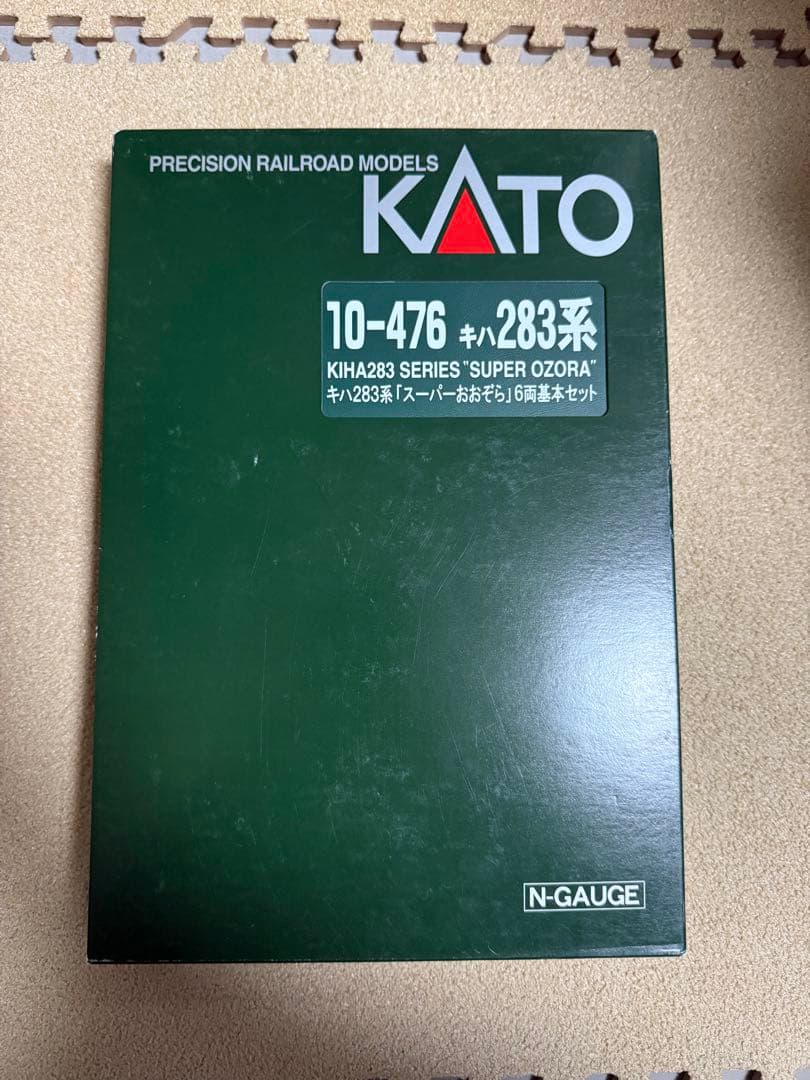 PRECISION RAILROAD MODELS
KATO
10-476 キハ283系
KIHA283 SERIES "SUPER OZORA"
キハ283系「スーパーおおぞら」6両基本セット
N-GAUGE